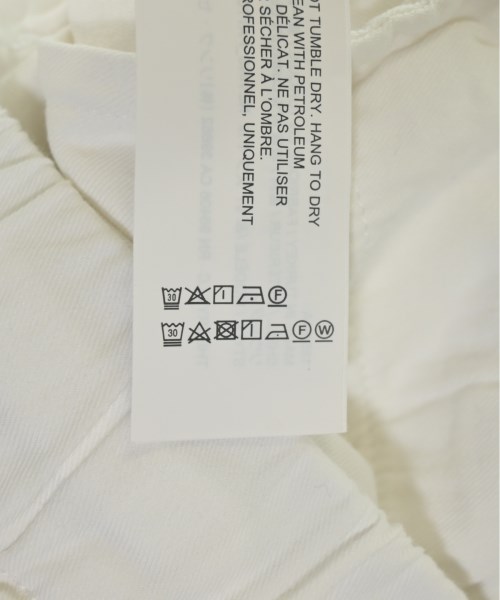 OT TUMBLE DRY. HANG TO DRY
EAN WITH PETROLEUM
DÉLICAT. NE PAS UTILISER
SÉCHER À L'OMBRE.
ROFESSIONNEL, UNIQUEMENT
30 F
30 F W